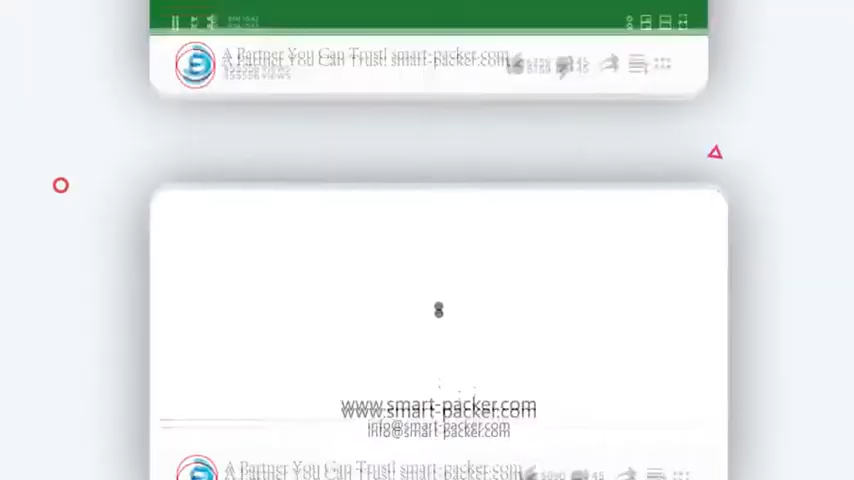 A Partner You Can Trust! smart-packer.com
www.smart-packer.com
info@smart-packer.com
A Partner You Can Trust! smart-packer.com
45